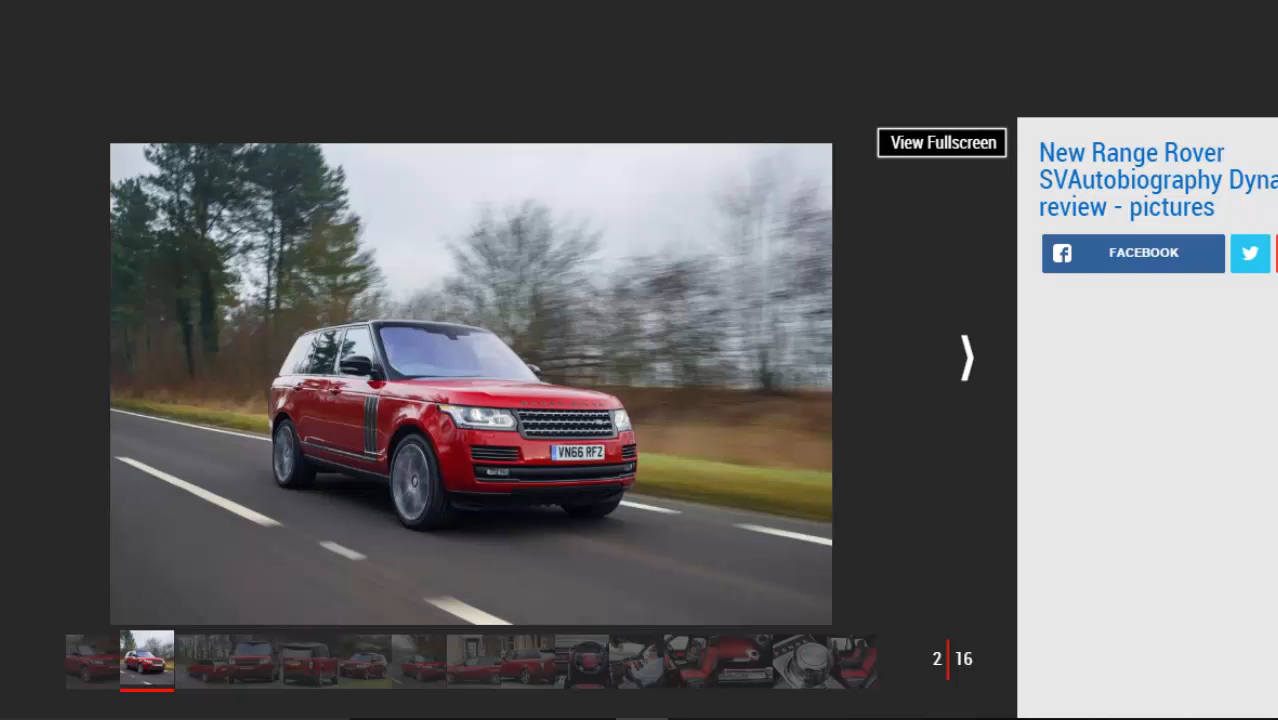 View Fullscreen
New Range Rover
SVAutobiography Dyna
review - pictures
FACEBOOK
VN66 RFZ
2 16